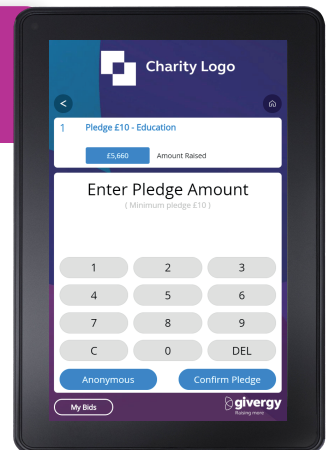 Charity Logo
<
1 Pledge £10 - Education
£5,660 Amount Raised
Enter Pledge Amount
( Minimum pledge £10 )
1 2 3
4 5 6
7 8 9
C 0 DEL
Anonymous Confirm Pledge
My Bids givergy
Raising more